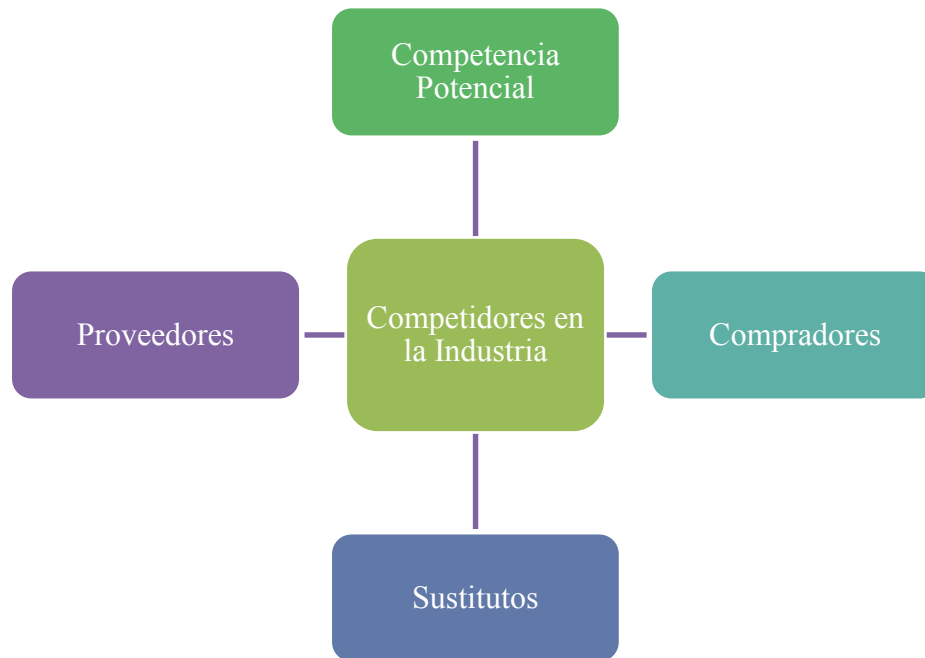 Competencia
Potencial
Proveedores
Competidores en
la Industria
Compradores
Sustitutos